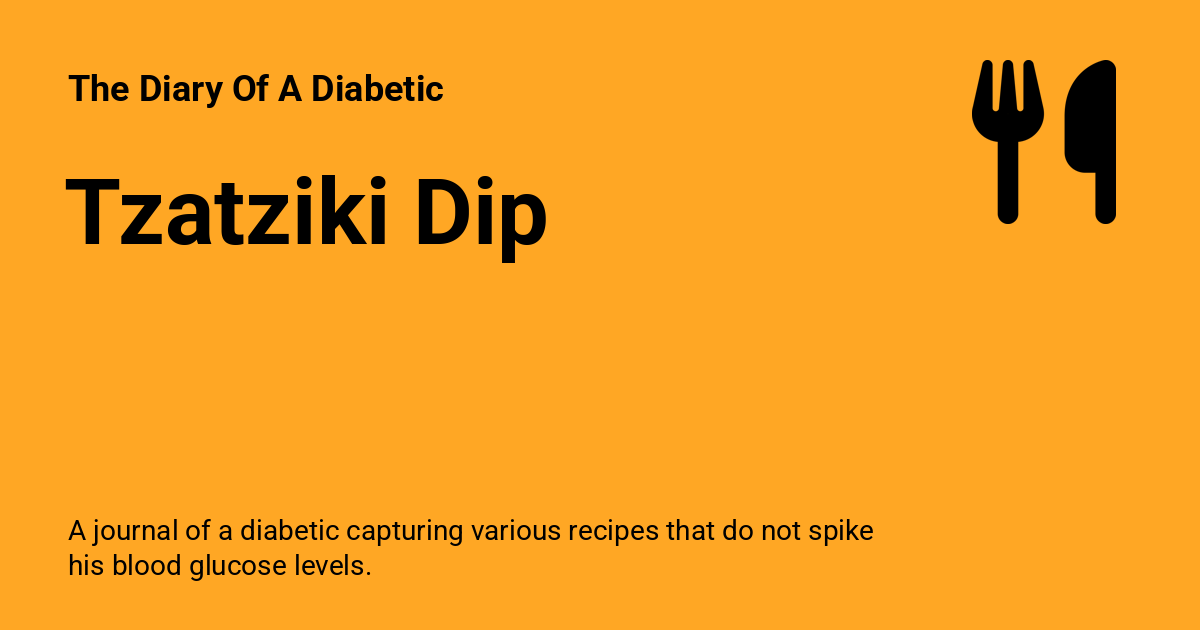 The Diary Of A Diabetic
Tzatziki Dip
A journal of a diabetic capturing various recipes that do not spike
his blood glucose levels.